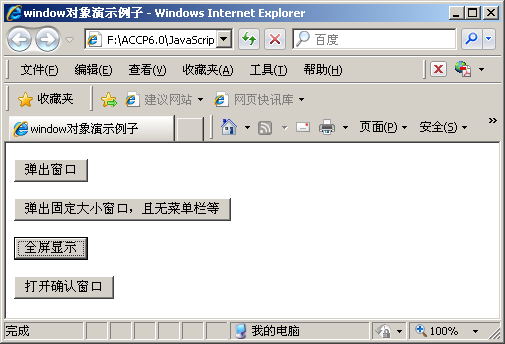 window对象演示例子 - Windows Internet Explorer
F:\ACCP6.0\JavaScrip 百度
文件(F) 编辑(E) 查看(V) 收藏夹(A) 工具(T) 帮助(H)
收藏夹 建议网站 网页快讯库
window对象演示例子 页面(P) 安全(S) »
弹出窗口
弹出固定大小窗口，且无菜单栏等
全屏显示
打开确认窗口
完成 我的电脑 100%